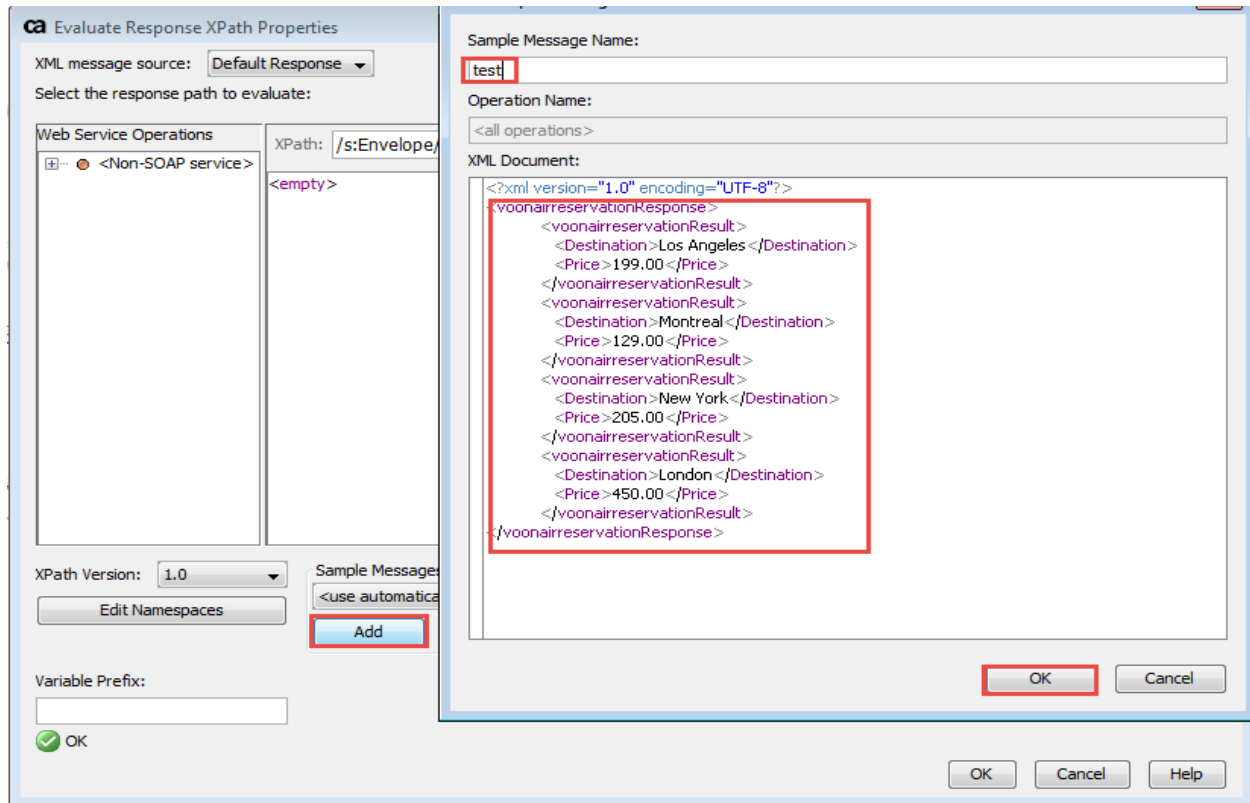 ca Evaluate Response XPath Properties
XML message source: Default Response
Select the response path to evaluate:
Web Service Operations
<Non-SOAP service>
XPath: /s:Envelope/
<empty>
XPath Version: 1.0
Edit Namespaces
Sample Messages
<use automatica
Add
Variable Prefix:
OK
OK Cancel Help
Sample Message Name:
test
Operation Name:
<all operations>
XML Document:
<?xml version="1.0" encoding="UTF-8"?>
<voonairreservationResponse>
<voonairreservationResult>
<Destination>Los Angeles</Destination>
<Price>199.00</Price>
</voonairreservationResult>
<voonairreservationResult>
<Destination>Montreal</Destination>
<Price>129.00</Price>
</voonairreservationResult>
<voonairreservationResult>
<Destination>New York</Destination>
<Price>205.00</Price>
</voonairreservationResult>
<voonairreservationResult>
<Destination>London</Destination>
<Price>450.00</Price>
</voonairreservationResult>
</voonairreservationResponse>
OK Cancel